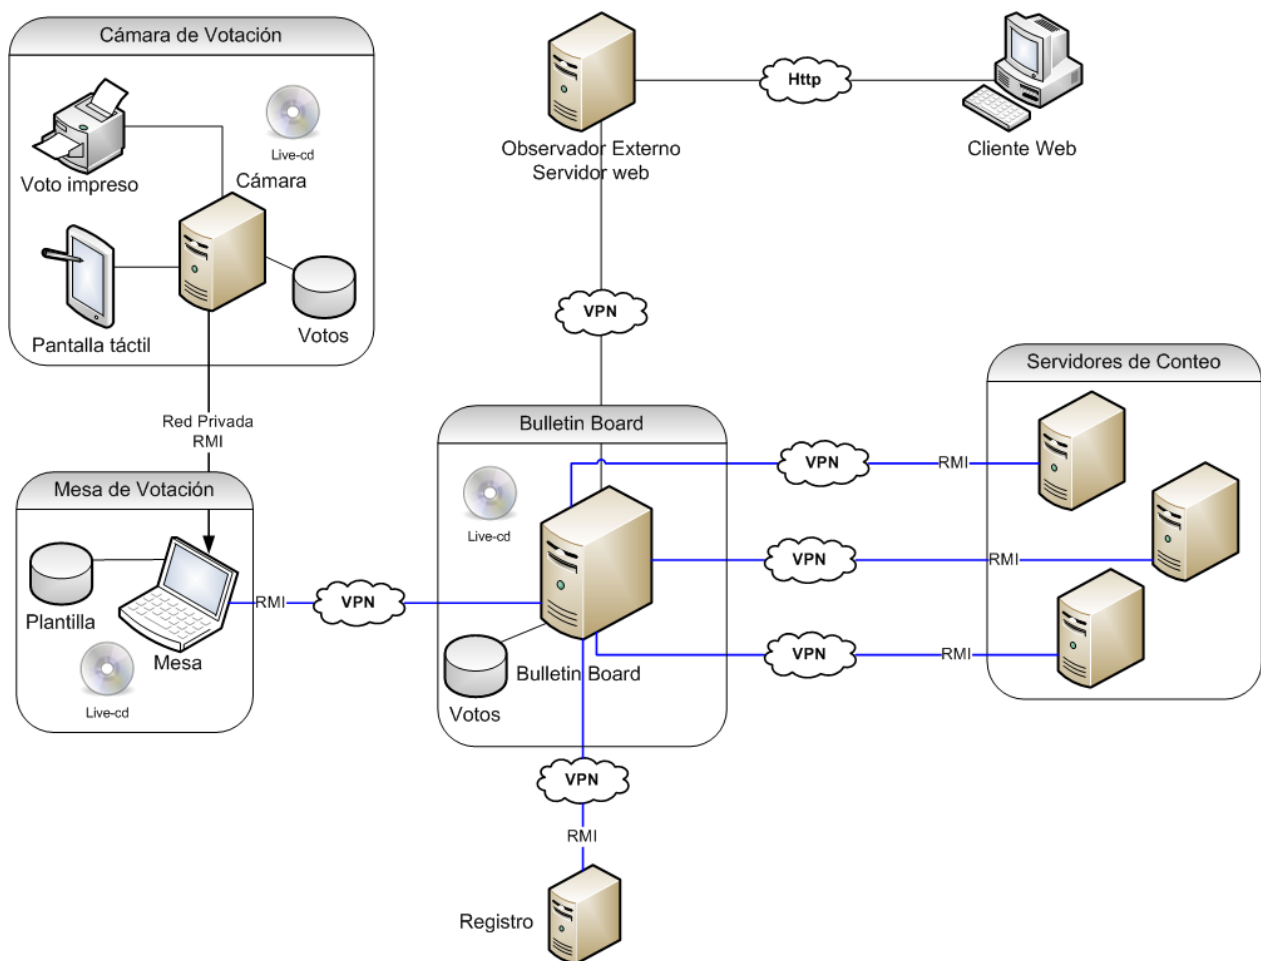 Cámara de Votación
Live-cd
Voto impreso
Cámara
Pantalla táctil
Votos
Http
Observador Externo
Servidor web
Cliente Web
VPN
Red Privada
RMI
Mesa de Votación
Plantilla
Mesa
Live-cd
RMI
VPN
Bulletin Board
Live-cd
Bulletin Board
Votos
Servidores de Conteo
VPN
RMI
VPN
RMI
VPN
RMI
VPN
RMI
Registro